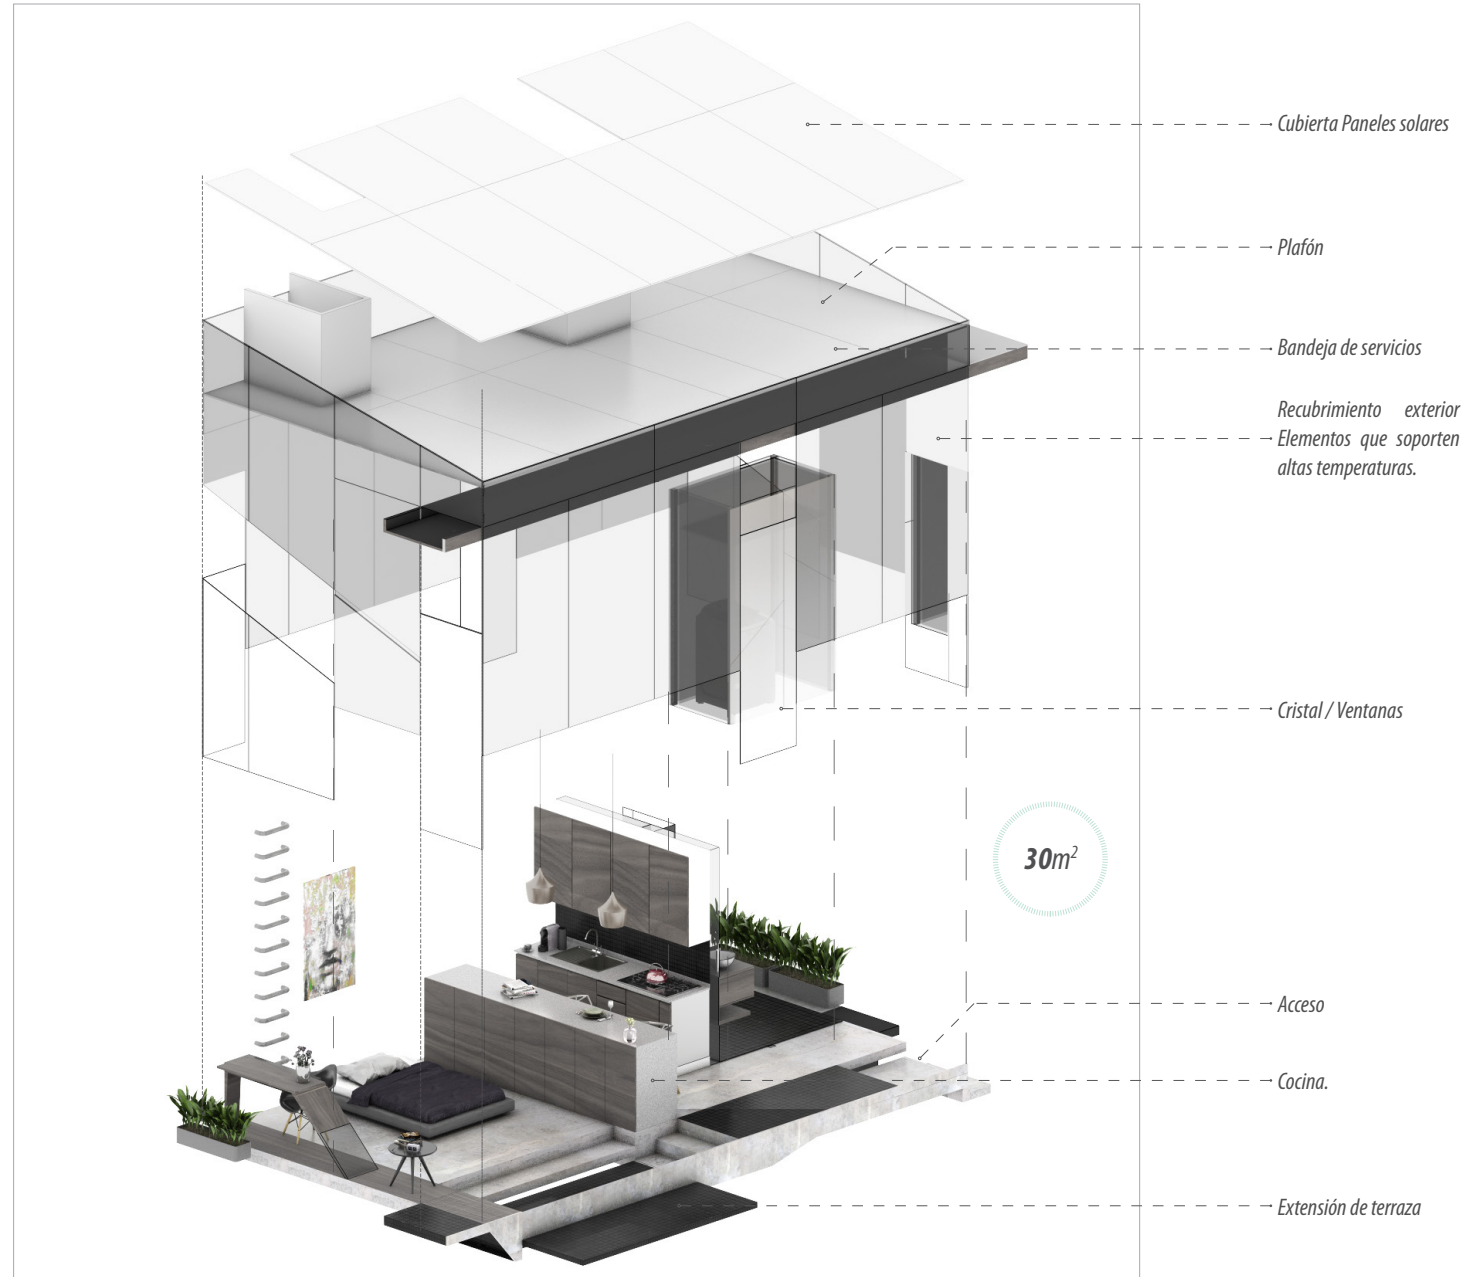 Cubierta Paneles solares
Plafón
Bandeja de servicios
Recubrimiento exterior
Elementos que soporten
altas temperaturas.
Cristal / Ventanas
30m²
Acceso
Cocina.
Extensión de terraza